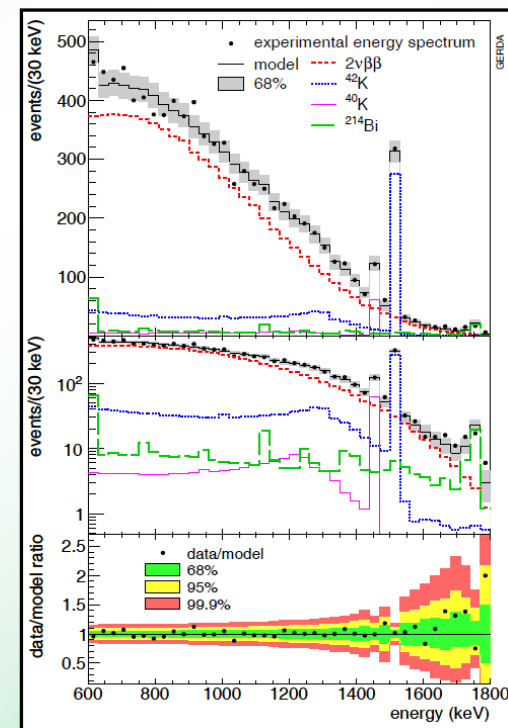 GERDA
events/(30 keV)
500
400
300
200
100
experimental energy spectrum
model
68%
2νββ
⁴²K
⁴⁰K
²¹⁴Bi
events/(30 keV)
10²
10
1
data/model ratio
2.5
2
1.5
1
0.5
data/model
68%
95%
99.9%
600 800 1000 1200 1400 1600 1800
energy (keV)